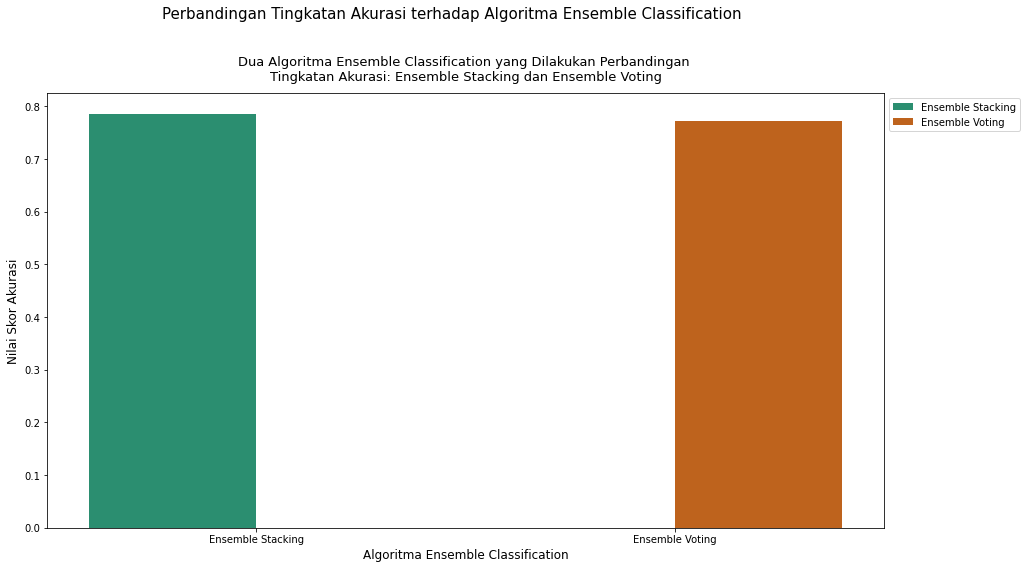 Perbandingan Tingkatan Akurasi terhadap Algoritma Ensemble Classification
Dua Algoritma Ensemble Classification yang Dilakukan Perbandingan
Tingkatan Akurasi: Ensemble Stacking dan Ensemble Voting
Ensemble Stacking
Ensemble Voting
Nilai Skor Akurasi
0.8
0.7
0.6
0.5
0.4
0.3
0.2
0.1
0.0
Ensemble Stacking
Ensemble Voting
Algoritma Ensemble Classification